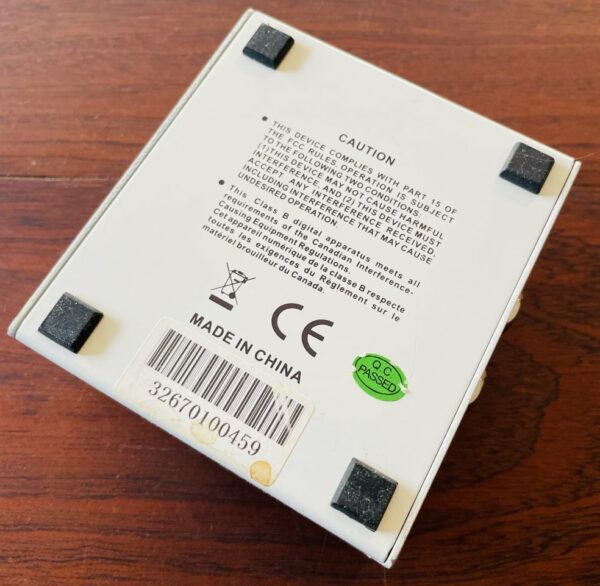 CAUTION
• THIS DEVICE COMPLIES WITH PART 15 OF
THE FCC RULES OPERATION IS SUBJECT
TO THE FOLLOWING TWO CONDITIONS:
(1)THIS DEVICE MAY NOT CAUSE HARMFUL
INTERFERENCE, AND (2) THIS DEVICE MUST
ACCEPT ANY INTERFERENCE RECEIVED,
INCLUDING INTERFERENCE THAT MAY CAUSE
UNDESIRED OPERATION.
• This Class B digital apparatus meets all
requirements of the Canadian Interference-
Causing Equipment Regulations.
Cet appareil numérique de la classe B respecte
toutes les exigences du Règlement sur le
matériel brouilleur du Canada.
CE
MADE IN CHINA
Q.C.
PASSED
32670100459